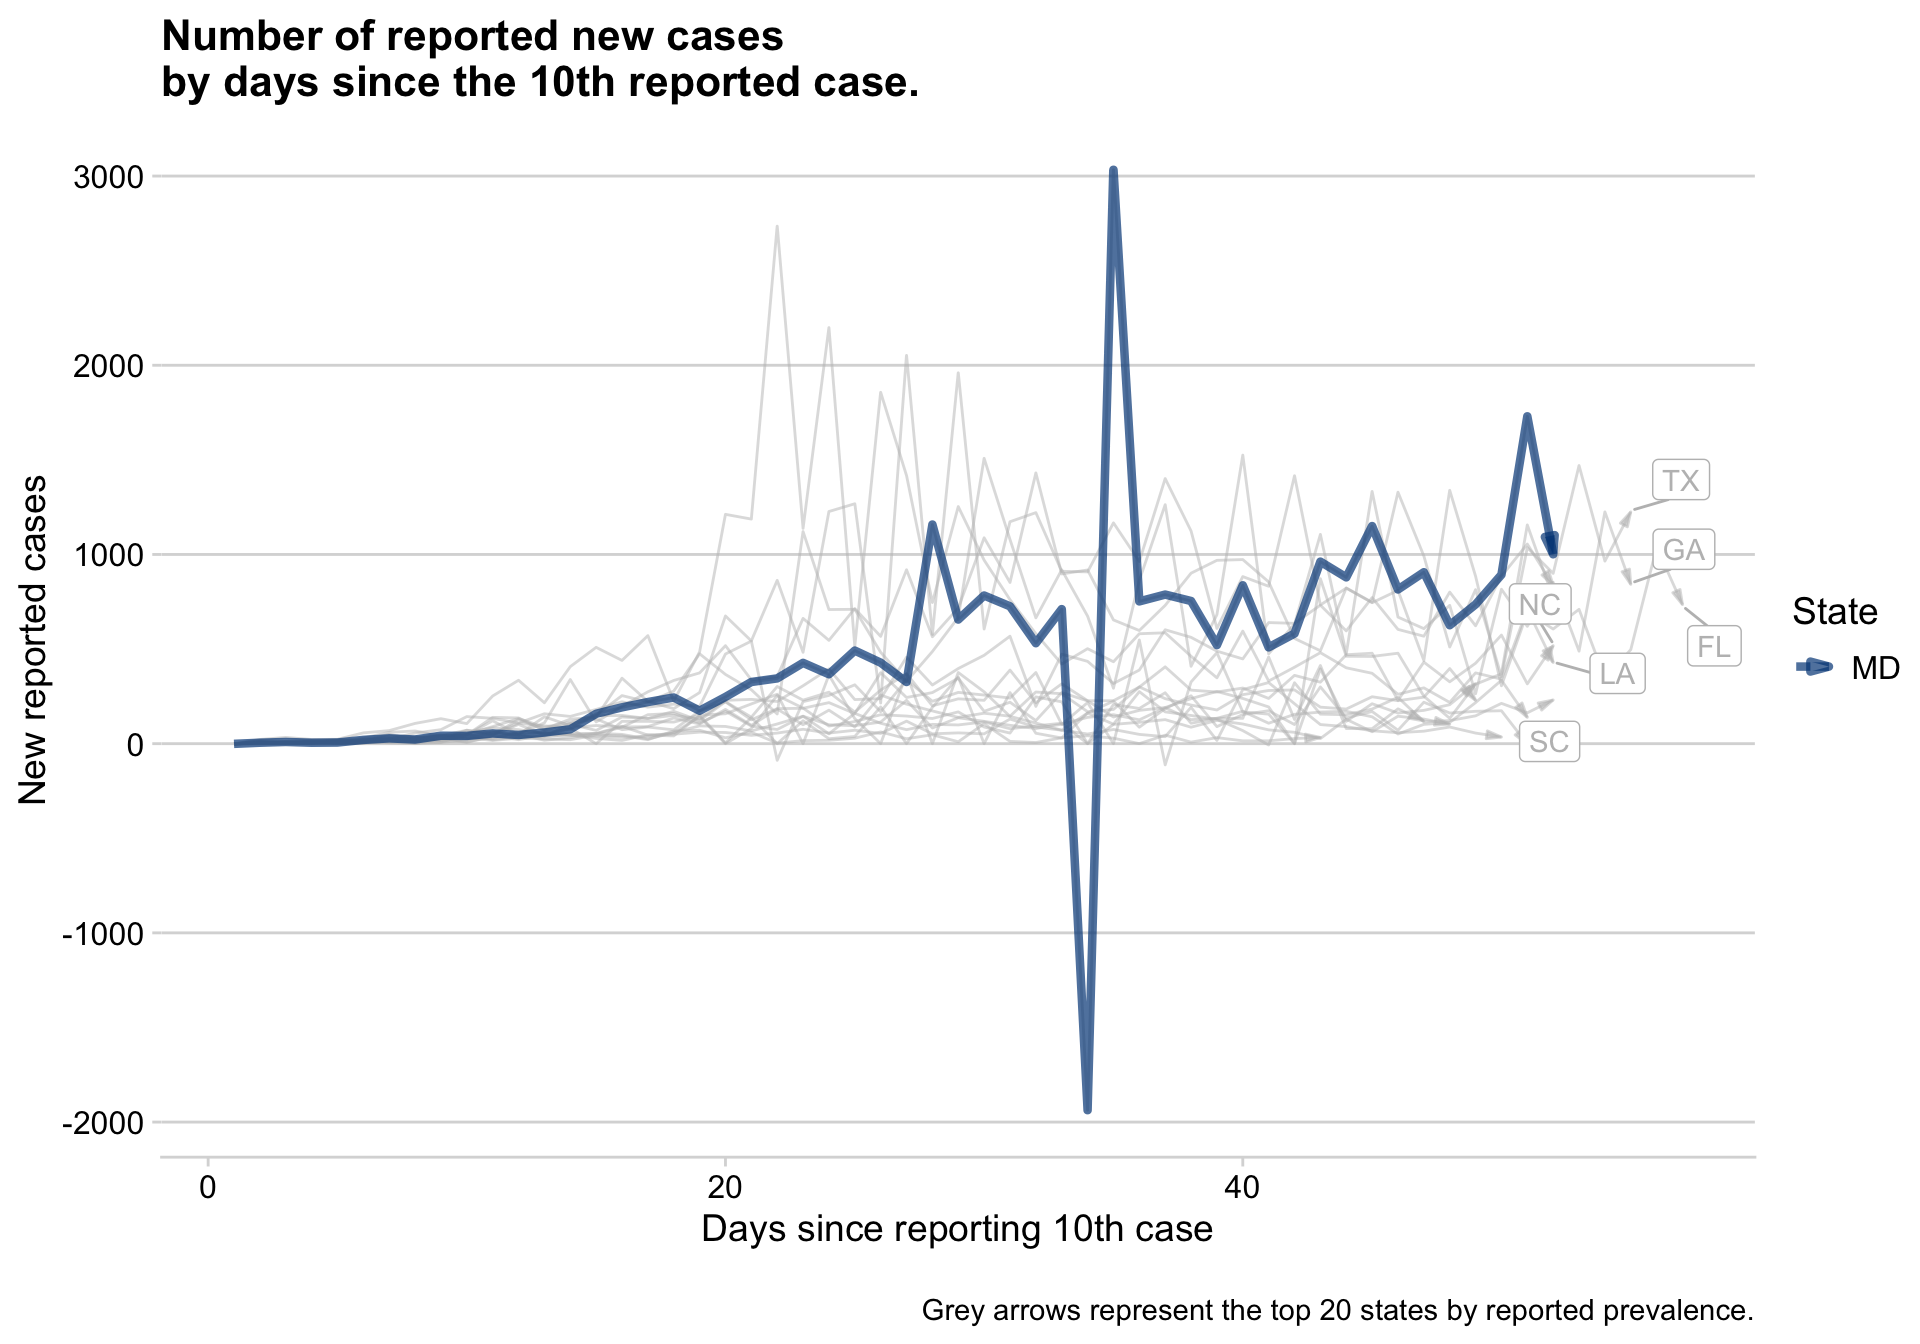 Number of reported new cases
by days since the 10th reported case.
3000
2000
1000
0
-1000
-2000
New reported cases
TX
GA
NC
FL
LA
SC
State
MD
0
20
40
Days since reporting 10th case
Grey arrows represent the top 20 states by reported prevalence.